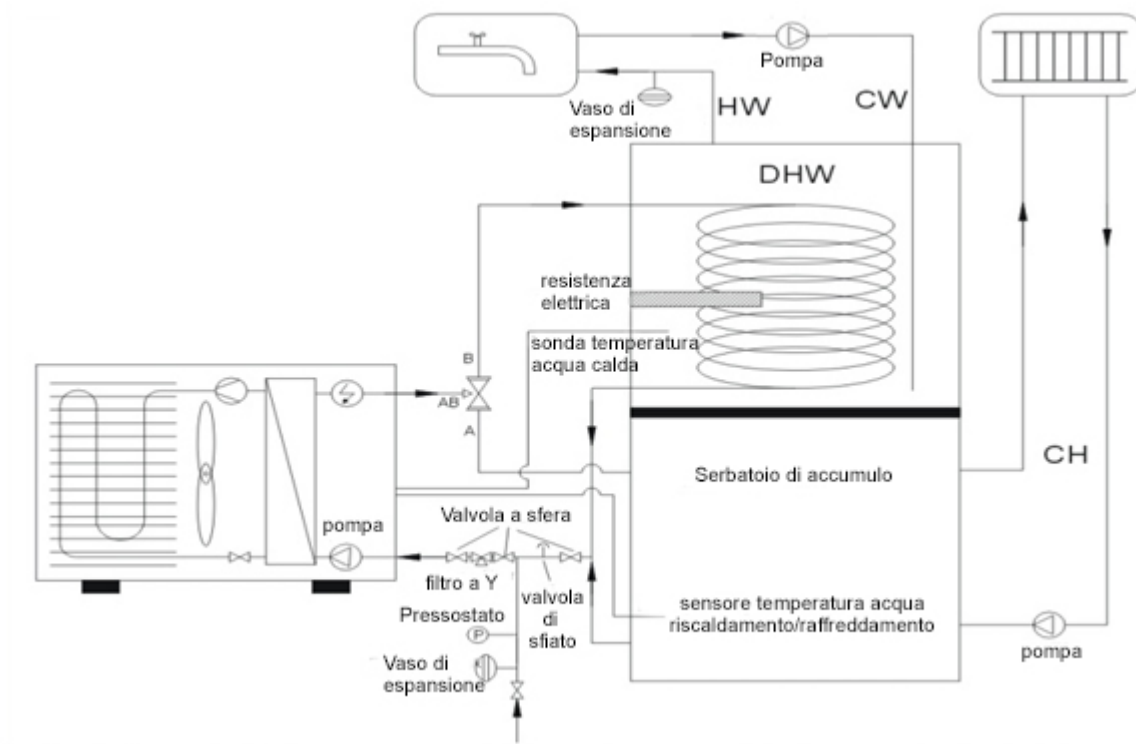 Pompa
Vaso di
espansione
HW
CW
DHW
resistenza
elettrica
sonda temperatura
acqua calda
B
AB
A
Serbatoio di accumulo
CH
Valvola a sfera
pompa
filtro a Y
Pressostato
P
valvola
di
sfiato
Vaso di
espansione
sensore temperatura acqua
riscaldamento/raffreddamento
pompa